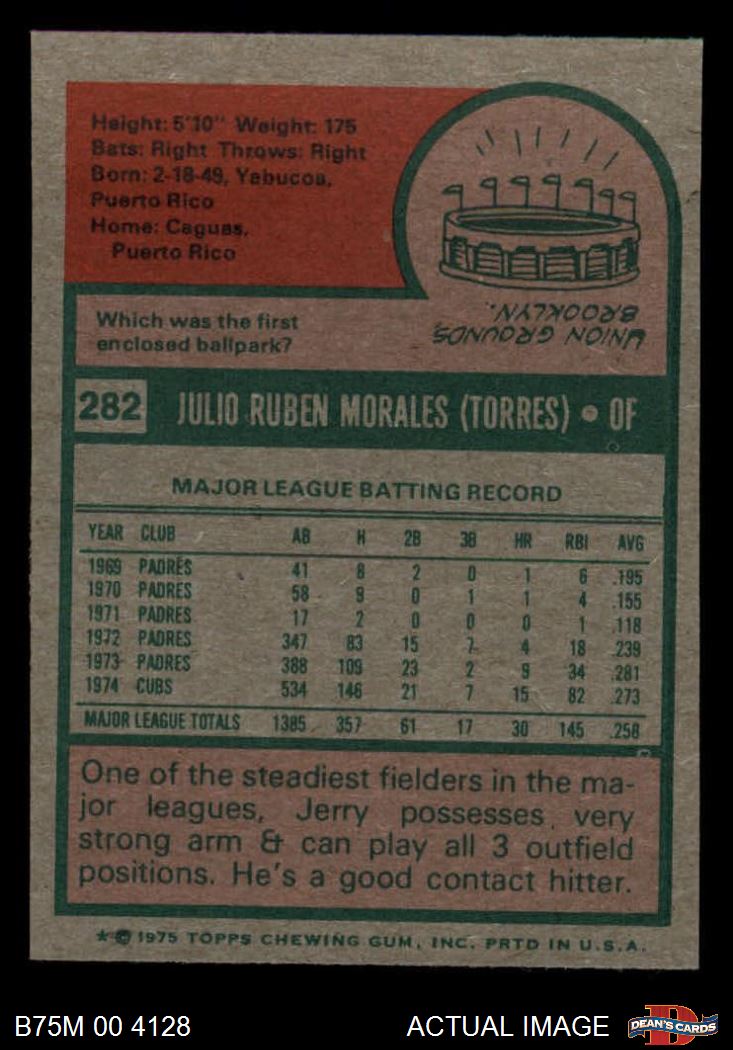 Height: 5'10" Weight: 175
Bats: Right Throws: Right
Born: 2-18-49, Yabucoa,
Puerto Rico
Home: Caguas,
Puerto Rico
Which was the first
enclosed ballpark?
UNION GROUNDS,
BROOKLYN.
282 JULIO RUBEN MORALES (TORRES) • OF
MAJOR LEAGUE BATTING RECORD
YEAR CLUB AB H 2B 3B HR RBI AVG
1969 PADRES 41 8 2 0 1 6 .195
1970 PADRES 58 9 0 1 1 4 .155
1971 PADRES 17 2 0 0 0 1 .118
1972 PADRES 347 83 15 7 4 18 .239
1973 PADRES 388 109 23 2 9 34 .281
1974 CUBS 534 146 21 7 15 82 .273
MAJOR LEAGUE TOTALS 1385 357 61 17 30 145 .258
One of the steadiest fielders in the ma-
jor leagues, Jerry possesses very
strong arm & can play all 3 outfield
positions. He's a good contact hitter.
* © 1975 TOPPS CHEWING GUM, INC. PRTD IN U.S.A.
B75M 00 4128 ACTUAL IMAGE DEAN'S CARDS